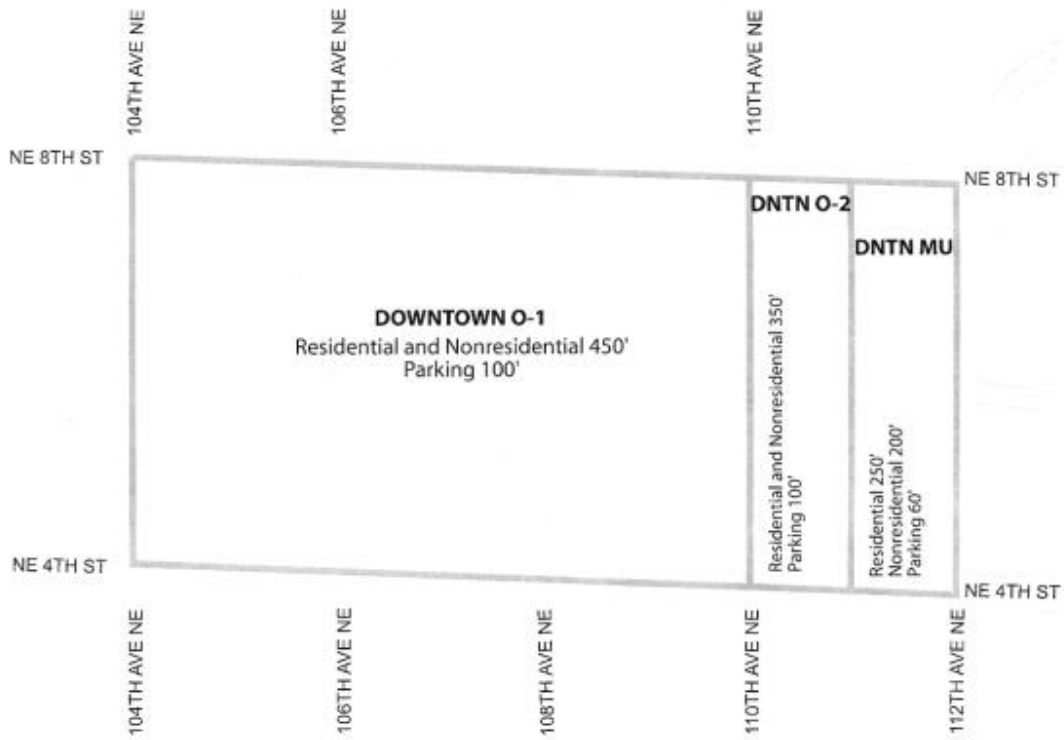 104TH AVE NE
106TH AVE NE
110TH AVE NE
NE 8TH ST
NE 8TH ST
DNTN O-2
DNTN MU
DOWNTOWN O-1
Residential and Nonresidential 450'
Parking 100'
Residential and Nonresidential 350'
Parking 100'
Residential 250'
Nonresidential 200'
Parking 60'
NE 4TH ST
NE 4TH ST
104TH AVE NE
106TH AVE NE
108TH AVE NE
110TH AVE NE
112TH AVE NE